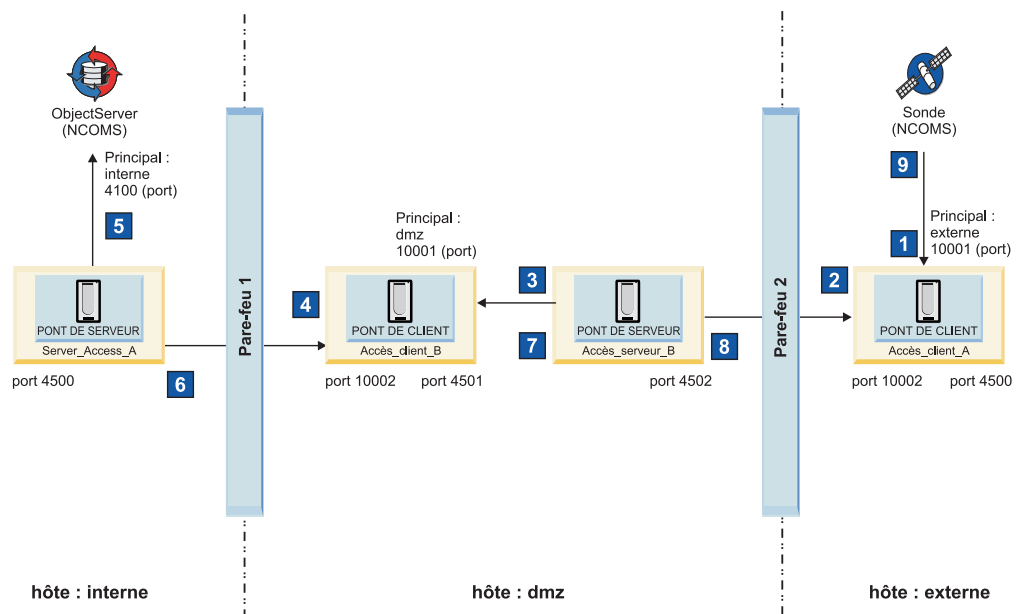 ObjectServer
(NCOMS)
Principal :
interne
4100 (port)
5
PONT DE SERVEUR
Server_Access_A
port 4500
6
Pare-feu 1
Principal :
dmz
10001 (port)
4
PONT DE CLIENT
Accès_client_B
port 10002
port 4501
3
7
PONT DE SERVEUR
Accès_serveur_B
8
port 4502
Pare-feu 2
Sonde
(NCOMS)
9
Principal :
externe
10001 (port)
1
2
PONT DE CLIENT
Accès_client_A
port 10002
port 4500
hôte : interne
hôte : dmz
hôte : externe